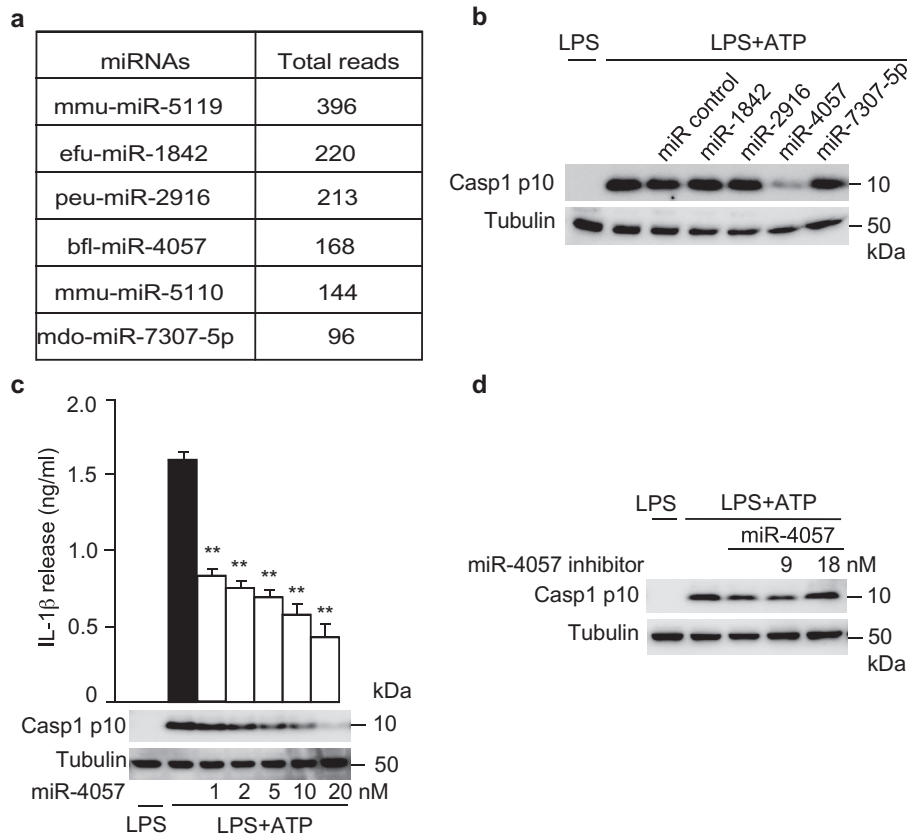 a
miRNAs Total reads
mmu-miR-5119 396
efu-miR-1842 220
peu-miR-2916 213
bfl-miR-4057 168
mmu-miR-5110 144
mdo-miR-7307-5p 96
b
LPS LPS+ATP
miR control
miR-1842
miR-2916
miR-4057
miR-7307-5p
Casp1 p10 10
Tubulin 50
kDa
c
IL-1β release (ng/ml)
2.0
1.5
1.0
0.5
0
** ** ** ** **
kDa
Casp1 p10 10
Tubulin 50
miR-4057 1 2 5 10 20 nM
LPS LPS+ATP
d
LPS LPS+ATP
miR-4057
miR-4057 inhibitor 9 18 nM
Casp1 p10 10
Tubulin 50
kDa